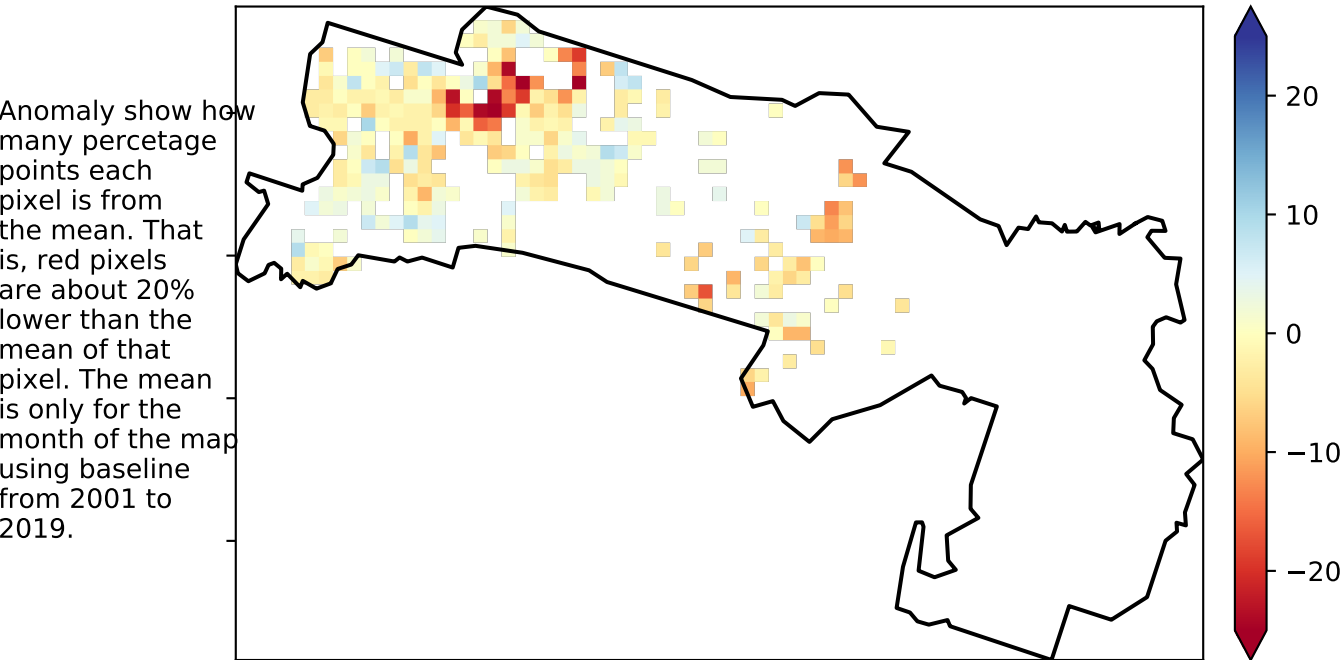 Anomaly show how
many percetage
points each
pixel is from
the mean. That
is, red pixels
are about 20%
lower than the
mean of that
pixel. The mean
is only for the
month of the map
using baseline
from 2001 to
2019.
20
10
0
−10
−20